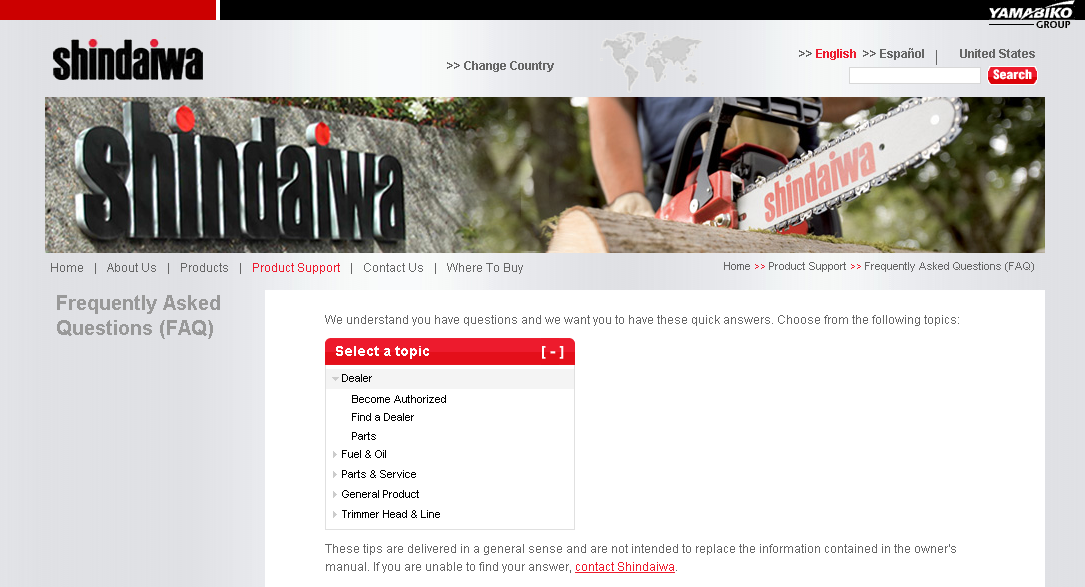 YAMABIKO
GROUP
shindaiwa
>> Change Country
>> English >> Español | United States
Search
shindaiwa
shindaiwa
Home | About Us | Products | Product Support | Contact Us | Where To Buy
Home >> Product Support >> Frequently Asked Questions (FAQ)
Frequently Asked
Questions (FAQ)
We understand you have questions and we want you to have these quick answers. Choose from the following topics:
Select a topic [ - ]
Dealer
Become Authorized
Find a Dealer
Parts
Fuel & Oil
Parts & Service
General Product
Trimmer Head & Line
These tips are delivered in a general sense and are not intended to replace the information contained in the owner's
manual. If you are unable to find your answer, contact Shindaiwa.